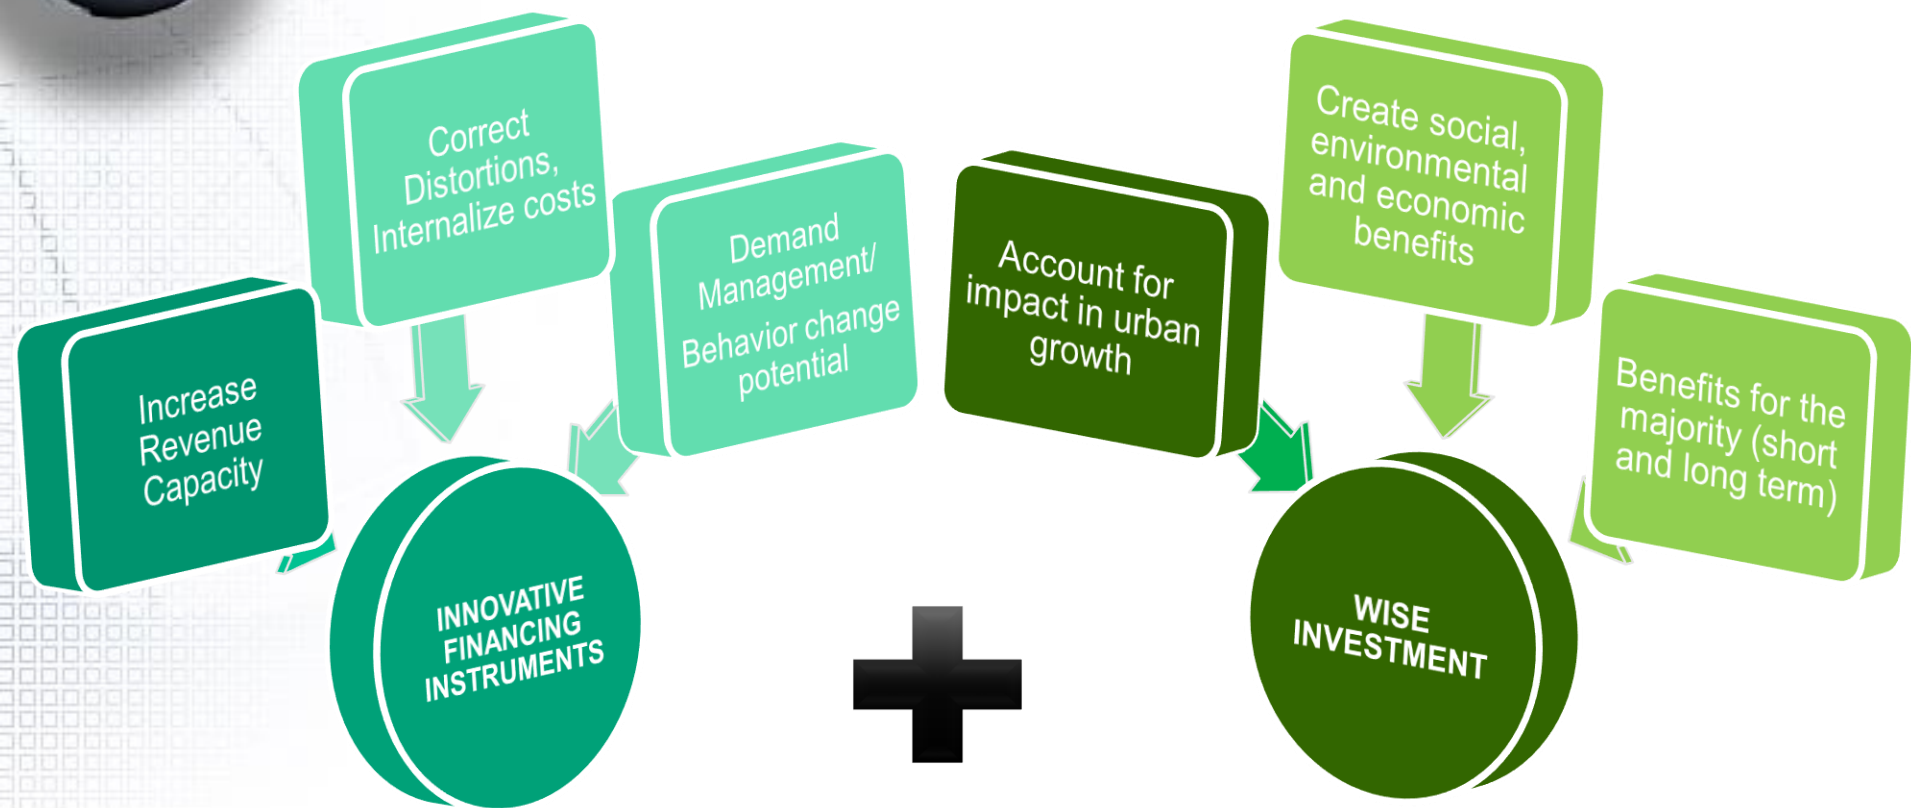 Increase
Revenue
Capacity
Correct
Distortions,
Internalize costs
Demand
Management/
Behavior change
potential
INNOVATIVE
FINANCING
INSTRUMENTS
Account for
impact in urban
growth
Create social,
environmental
and economic
benefits
Benefits for the
majority (short
and long term)
WISE
INVESTMENT